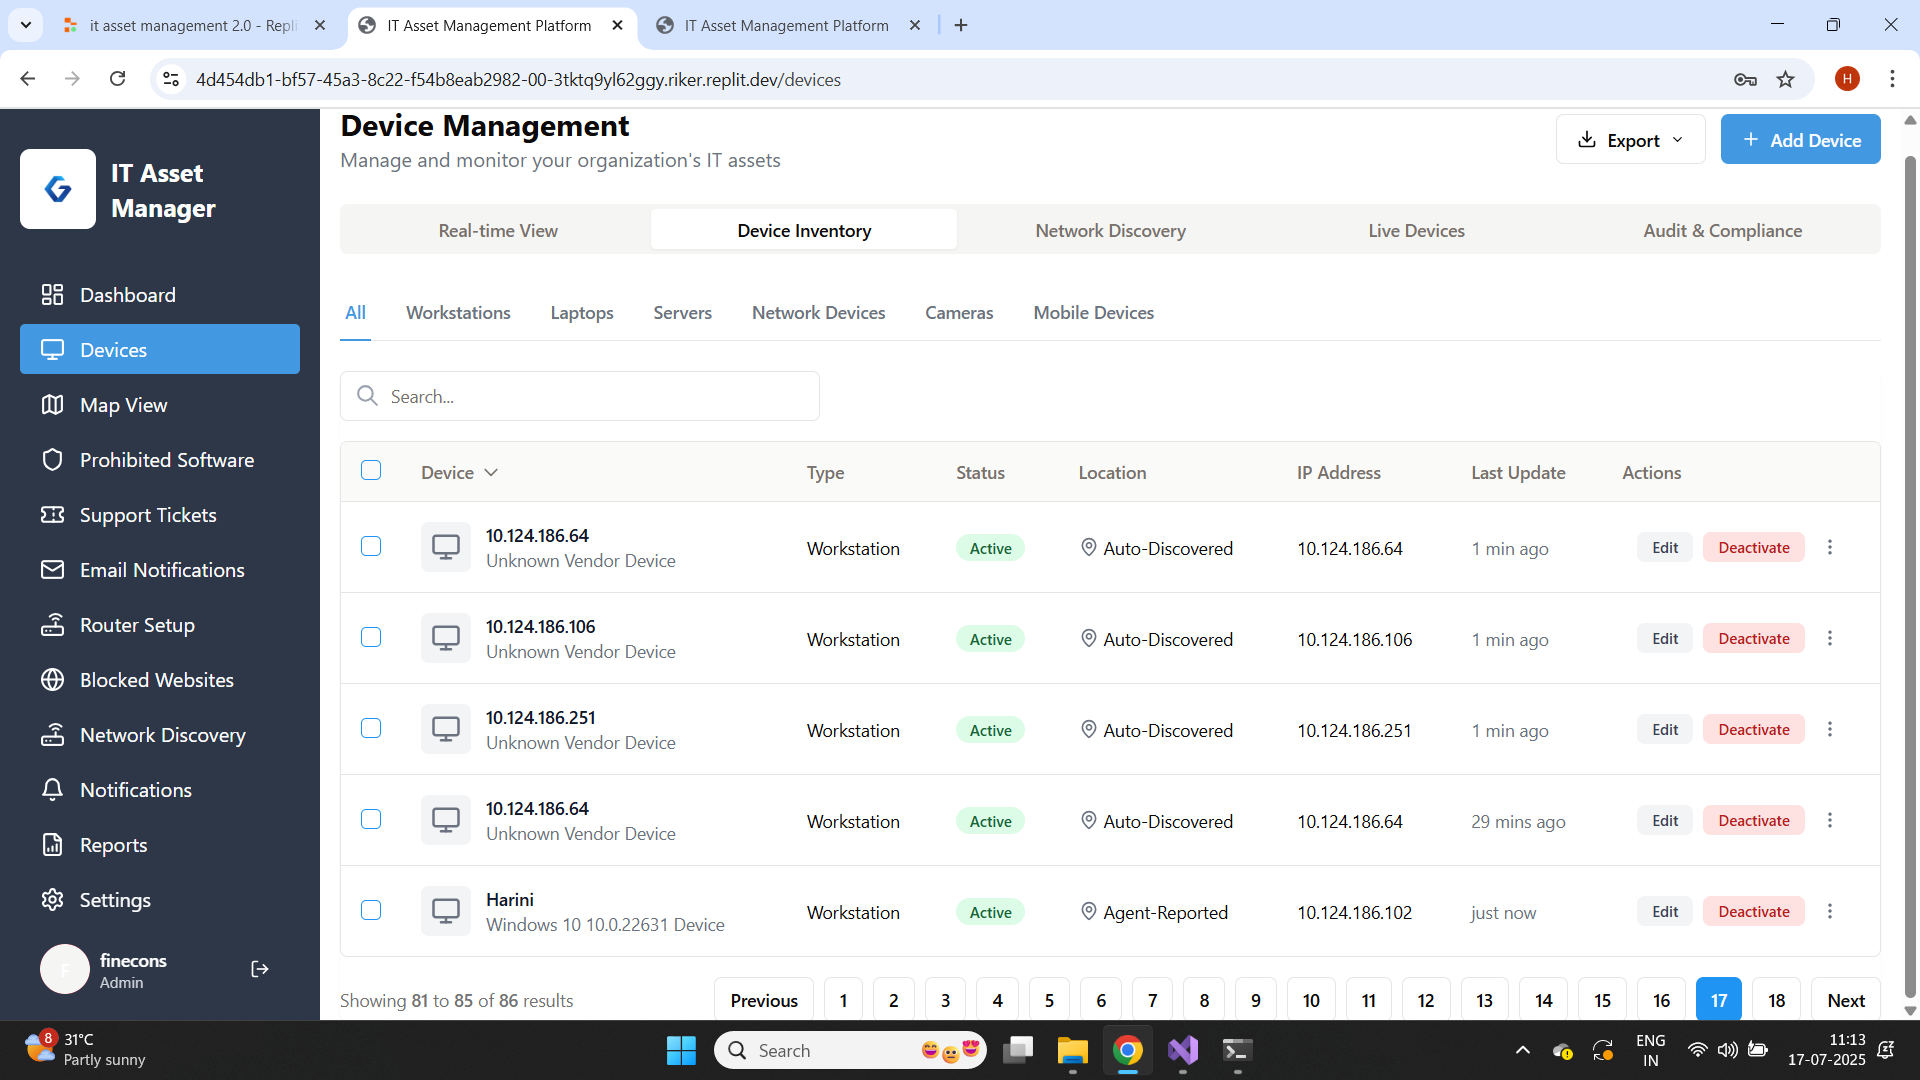 it asset management 2.0 - Repli
IT Asset Management Platform
IT Asset Management Platform
4d454db1-bf57-45a3-8c22-f54b8eab2982-00-3tktq9yl62ggy.riker.replit.dev/devices
H
IT Asset
Manager
Dashboard
Devices
Map View
Prohibited Software
Support Tickets
Email Notifications
Router Setup
Blocked Websites
Network Discovery
Notifications
Reports
Settings
F
finecons
Admin
Device Management
Manage and monitor your organization's IT assets
Export
Add Device
Real-time View Device Inventory Network Discovery Live Devices Audit & Compliance
All Workstations Laptops Servers Network Devices Cameras Mobile Devices
Search...
Device Type Status Location IP Address Last Update Actions
10.124.186.64
Unknown Vendor Device
Workstation Active Auto-Discovered 10.124.186.64 1 min ago Edit Deactivate
10.124.186.106
Unknown Vendor Device
Workstation Active Auto-Discovered 10.124.186.106 1 min ago Edit Deactivate
10.124.186.251
Unknown Vendor Device
Workstation Active Auto-Discovered 10.124.186.251 1 min ago Edit Deactivate
10.124.186.64
Unknown Vendor Device
Workstation Active Auto-Discovered 10.124.186.64 29 mins ago Edit Deactivate
Harini
Windows 10 10.0.22631 Device
Workstation Active Agent-Reported 10.124.186.102 just now Edit Deactivate
Showing 81 to 85 of 86 results
Previous 1 2 3 4 5 6 7 8 9 10 11 12 13 14 15 16 17 18 Next
8
31°C
Partly sunny
Search
ENG
IN
11:13
17-07-2025